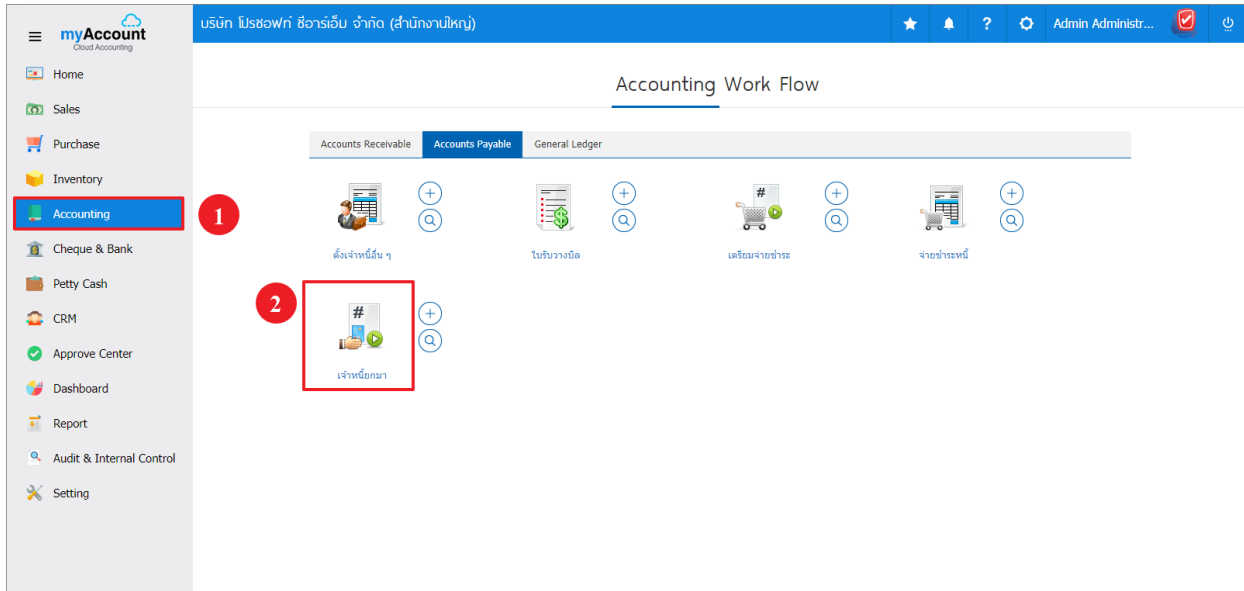 myAccount
Cloud Accounting
บริษัท โปรซอฟท์ ซีอาร์เอ็ม จำกัด (สำนักงานใหญ่)
?
Admin Administr...
Home
Sales
Purchase
Inventory
Accounting
Cheque & Bank
Petty Cash
CRM
Approve Center
Dashboard
Report
Audit & Internal Control
Setting
Accounting Work Flow
Accounts Receivable
Accounts Payable
General Ledger
1
#
ตั้งเจ้าหนี้อื่น ๆ
ใบรับวางบิล
เตรียมจ่ายชำระ
จ่ายชำระหนี้
2
#
เจ้าหนี้ยกมา